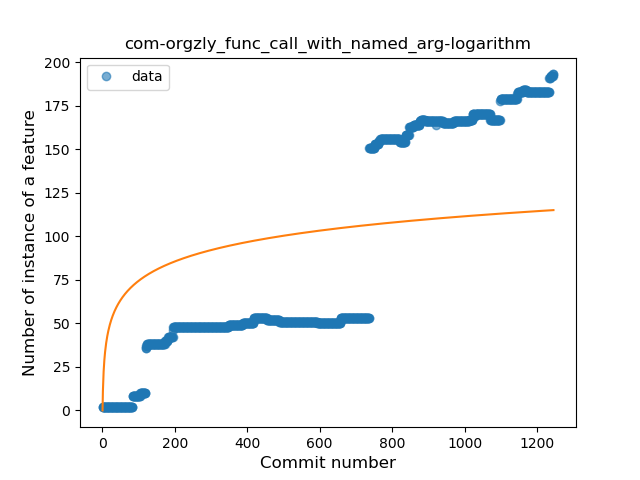 com-orgzly_func_call_with_named_arg-logarithm
data
Number of instance of a feature
200
175
150
125
100
75
50
25
0
0 200 400 600 800 1000 1200
Commit number